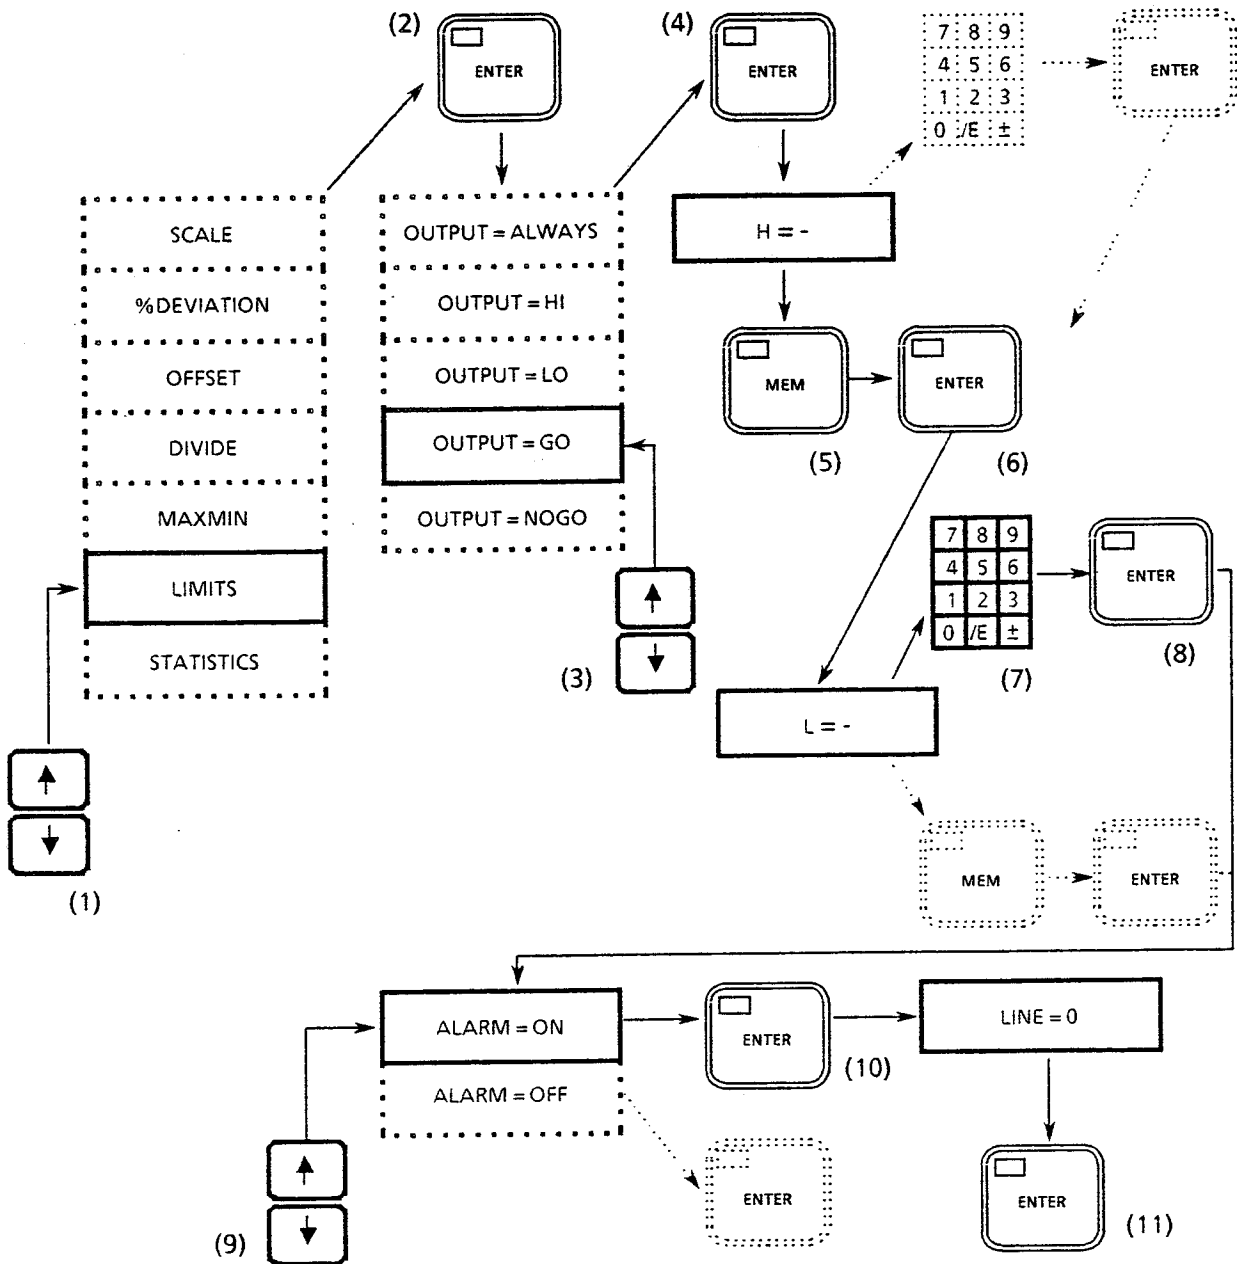 (2)
ENTER
(4)
ENTER
7 8 9
4 5 6
1 2 3
0 /E ±
ENTER
SCALE
%DEVIATION
OFFSET
DIVIDE
MAXMIN
LIMITS
STATISTICS
(1)
OUTPUT = ALWAYS
OUTPUT = HI
OUTPUT = LO
OUTPUT = GO
OUTPUT = NOGO
(3)
H = -
MEM
(5)
ENTER
(6)
7 8 9
4 5 6
1 2 3
0 /E ±
(7)
ENTER
(8)
L = -
MEM
ENTER
ALARM = ON
ALARM = OFF
(9)
ENTER
(10)
LINE = 0
ENTER
ENTER
(11)